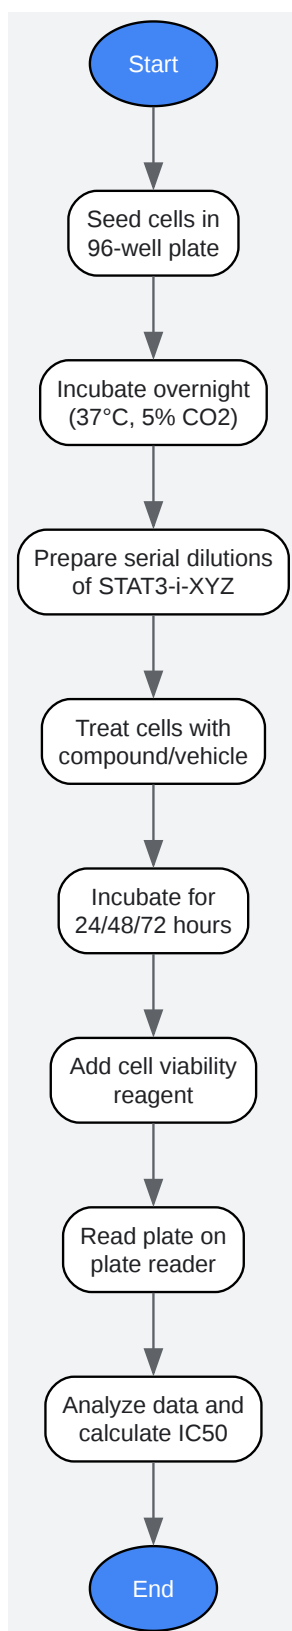 Start
Seed cells in
96-well plate
Incubate overnight
(37°C, 5% CO2)
Prepare serial dilutions
of STAT3-i-XYZ
Treat cells with
compound/vehicle
Incubate for
24/48/72 hours
Add cell viability
reagent
Read plate on
plate reader
Analyze data and
calculate IC50
End